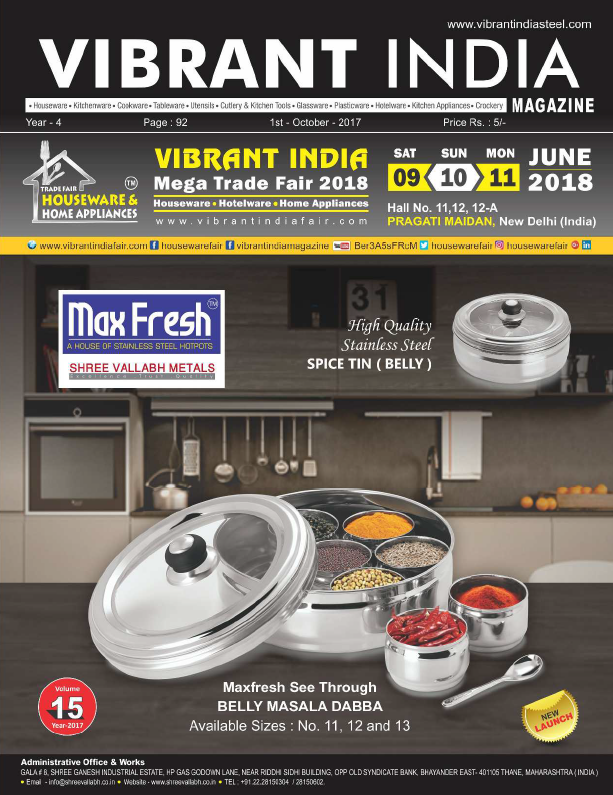 www.vibrantindiasteel.com
VIBRANT INDIA
• Houseware • Kitchenware • Cookware • Tableware • Utensils • Cutlery & Kitchen Tools • Glassware • Plasticware • Hotelware • Kitchen Appliances • Crockery MAGAZINE
Year - 4 Page : 92 1st - October - 2017 Price Rs. : 5/-
TRADE FAIR TM
HOUSEWARE &
HOME APPLIANCES
VIBRANT INDIA
Mega Trade Fair 2018
Houseware • Hotelware • Home Appliances
www.vibrantindiafair.com
SAT SUN MON JUNE
09 10 11 2018
Hall No. 11,12, 12-A
PRAGATI MAIDAN, New Delhi (India)
www.vibrantindiafair.com housewarefair vibrantindiamagazine Ber3A5sFRcM housewarefair housewarefair
31
Max Fresh TM
A HOUSE OF STAINLESS STEEL HOTPOTS
SHREE VALLABH METALS
Excellence Trust Quality
High Quality
Stainless Steel
SPICE TIN ( BELLY )
Maxfresh See Through
BELLY MASALA DABBA
Available Sizes : No. 11, 12 and 13
Volume
15
Year-2017
NEW
LAUNCH
Administrative Office & Works
GALA # 6, SHREE GANESH INDUSTRIAL ESTATE, HP GAS GODOWN LANE, NEAR RIDDHI SIDHI BUILDING, OPP OLD SYNDICATE BANK, BHAYANDER EAST- 401105 THANE, MAHARASHTRA ( INDIA )
• Email - info@shreevallabh.co.in • Website - www.shreevallabh.co.in • TEL : +91.22.28150304 / 28150602.